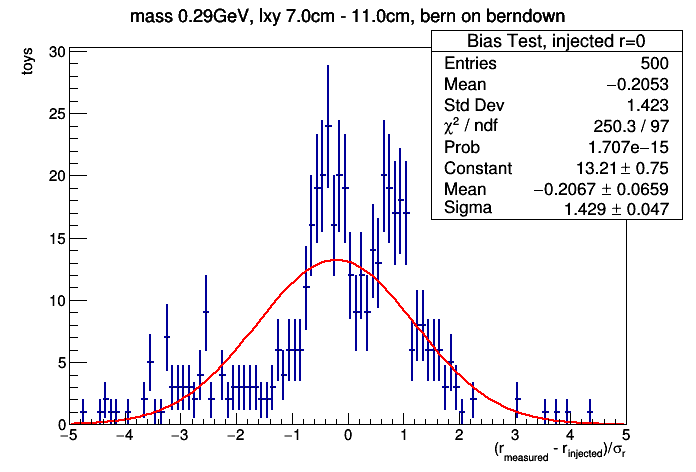 mass 0.29GeV, lxy 7.0cm - 11.0cm, bern on berndown
Bias Test, injected r=0
Entries 500
Mean −0.2053
Std Dev 1.423
χ² / ndf 250.3 / 97
Prob 1.707e−15
Constant 13.21 ± 0.75
Mean −0.2067 ± 0.0659
Sigma 1.429 ± 0.047
toys
30
25
20
15
10
5
0
−5 −4 −3 −2 −1 0 1 2 3 4 5
(r_measured - r_injected)/σ_r